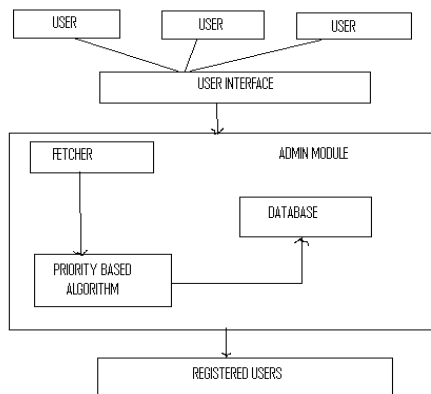 USER
USER
USER
USER INTERFACE
FETCHER
ADMIN MODULE
DATABASE
PRIORITY BASED
ALGORITHM
REGISTERED USERS